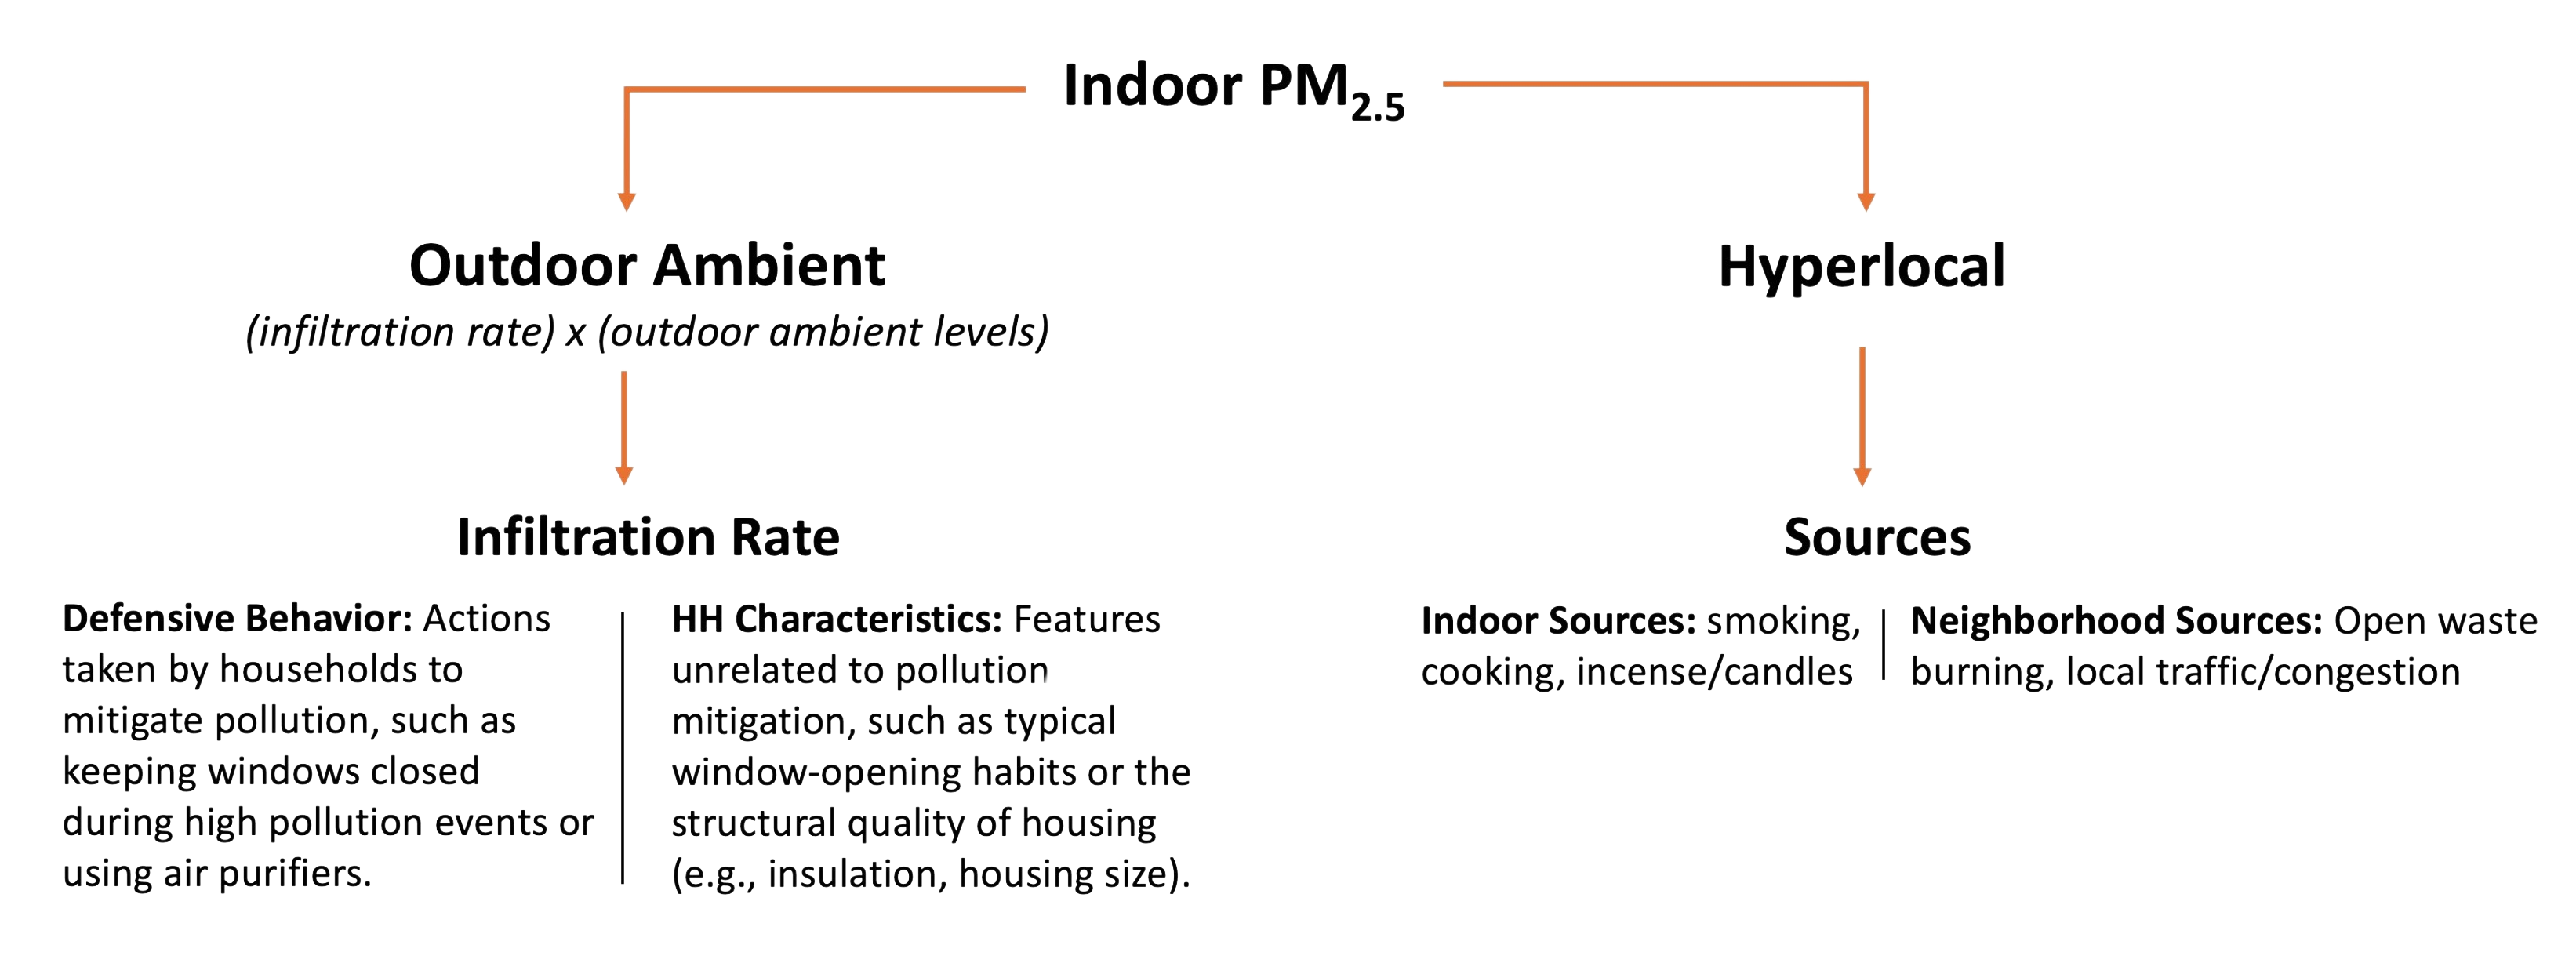 Indoor PM2.5
Outdoor Ambient
(infiltration rate) x (outdoor ambient levels)
Hyperlocal
Infiltration Rate
Defensive Behavior: Actions
taken by households to
mitigate pollution, such as
keeping windows closed
during high pollution events or
using air purifiers.
HH Characteristics: Features
unrelated to pollution
mitigation, such as typical
window-opening habits or the
structural quality of housing
(e.g., insulation, housing size).
Sources
Indoor Sources: smoking,
cooking, incense/candles
Neighborhood Sources: Open waste
burning, local traffic/congestion